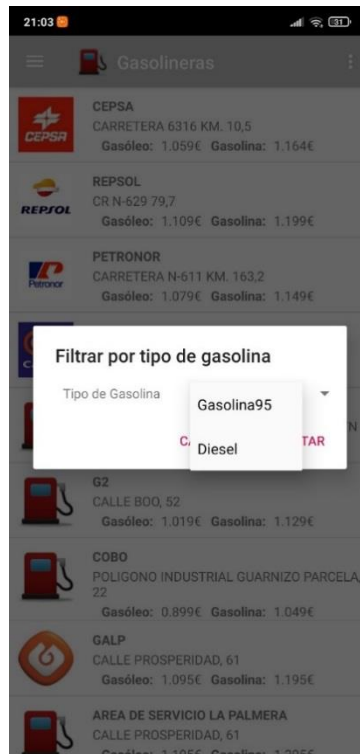 21:03
31
Gasolineras
CEPSA
CARRETERA 6316 KM. 10,5
Gasóleo: 1.059€ Gasolina: 1.164€
CEPSA
REPSOL
CR N-629 79,7
Gasóleo: 1.109€ Gasolina: 1.199€
REPSOL
PETRONOR
CARRETERA N-611 KM. 163,2
Gasóleo: 1.079€ Gasolina: 1.149€
Petronor
Filtrar por tipo de gasolina
Tipo de Gasolina
Gasolina95
Diesel
G2
CALLE BOO, 52
Gasóleo: 1.019€ Gasolina: 1.129€
COBO
POLIGONO INDUSTRIAL GUARNIZO PARCELA,
22
Gasóleo: 0.899€ Gasolina: 1.049€
GALP
CALLE PROSPERIDAD, 61
Gasóleo: 1.095€ Gasolina: 1.195€
AREA DE SERVICIO LA PALMERA
CALLE PROSPERIDAD, 61